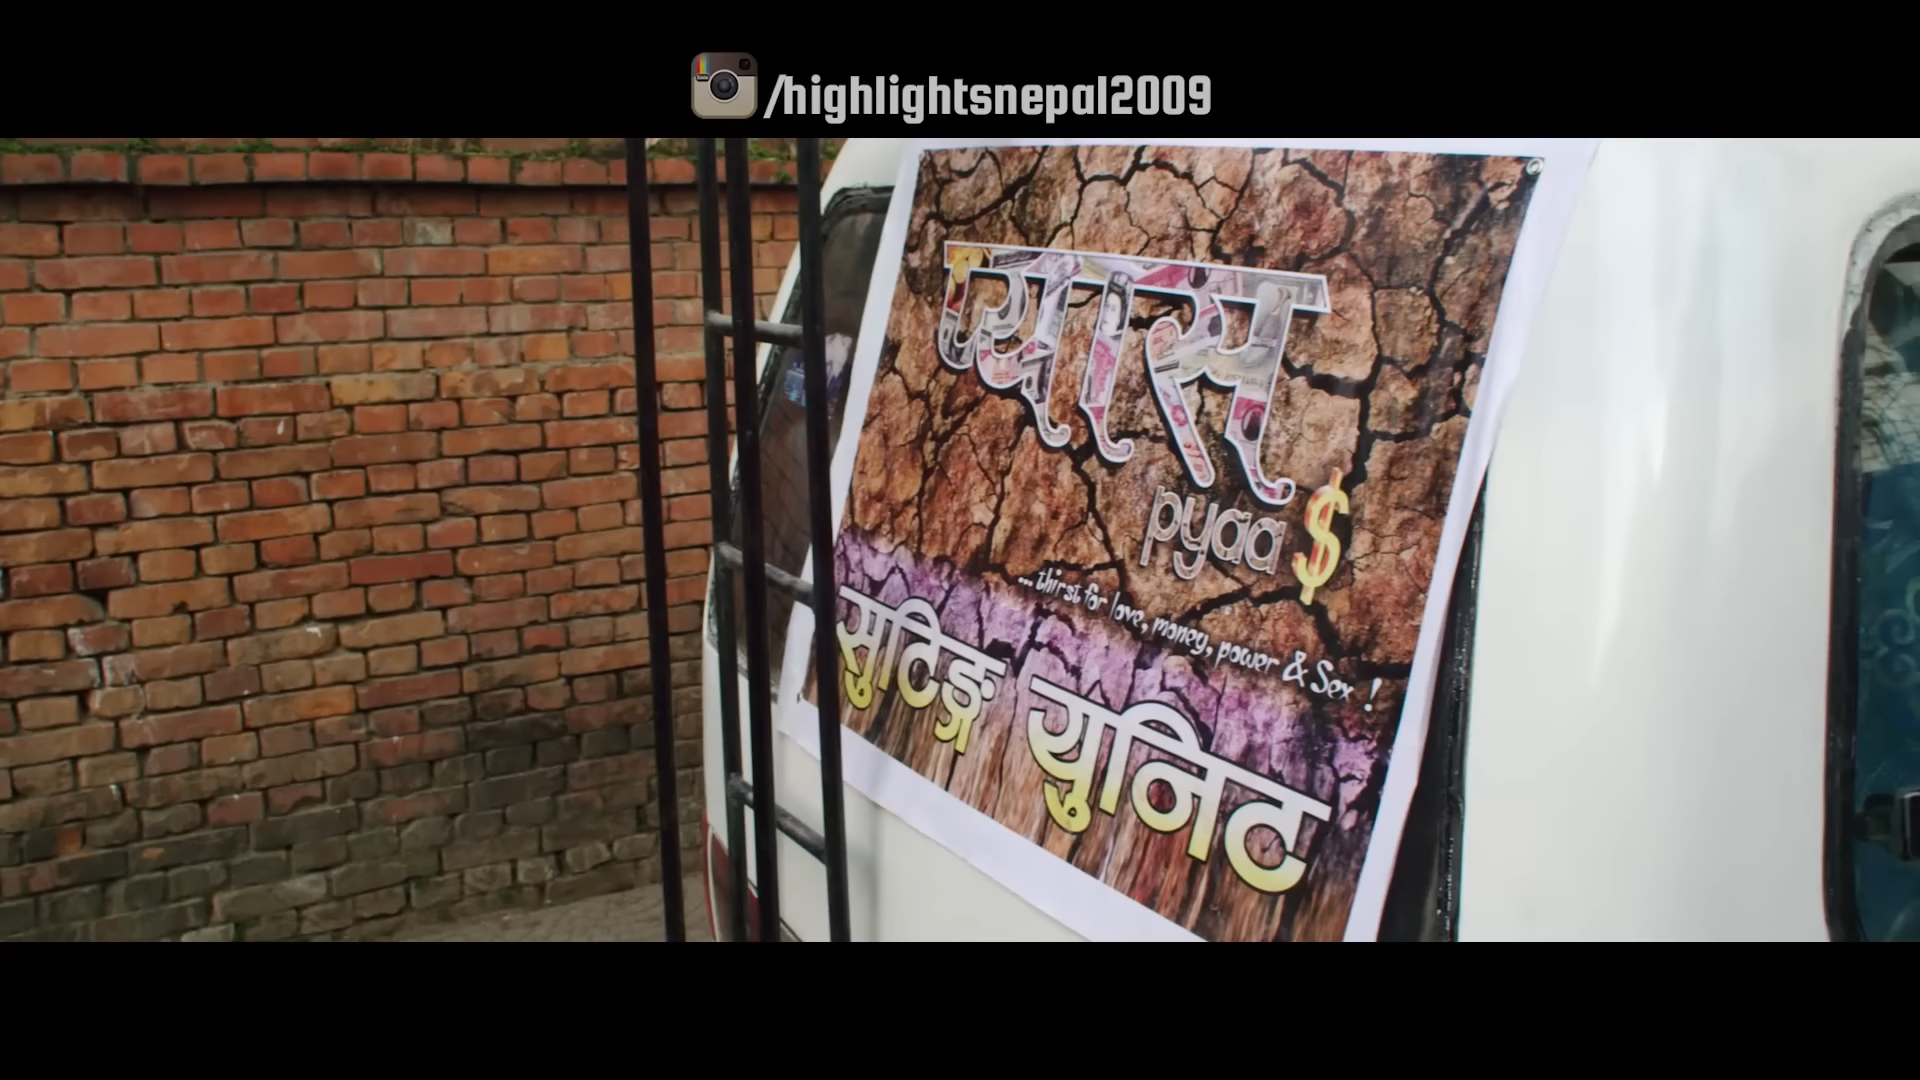 /highlightsnepal2009
प्यास
pyaa$
... thirst for love, money, power & Sex !
सुटिङ्ग युनिट